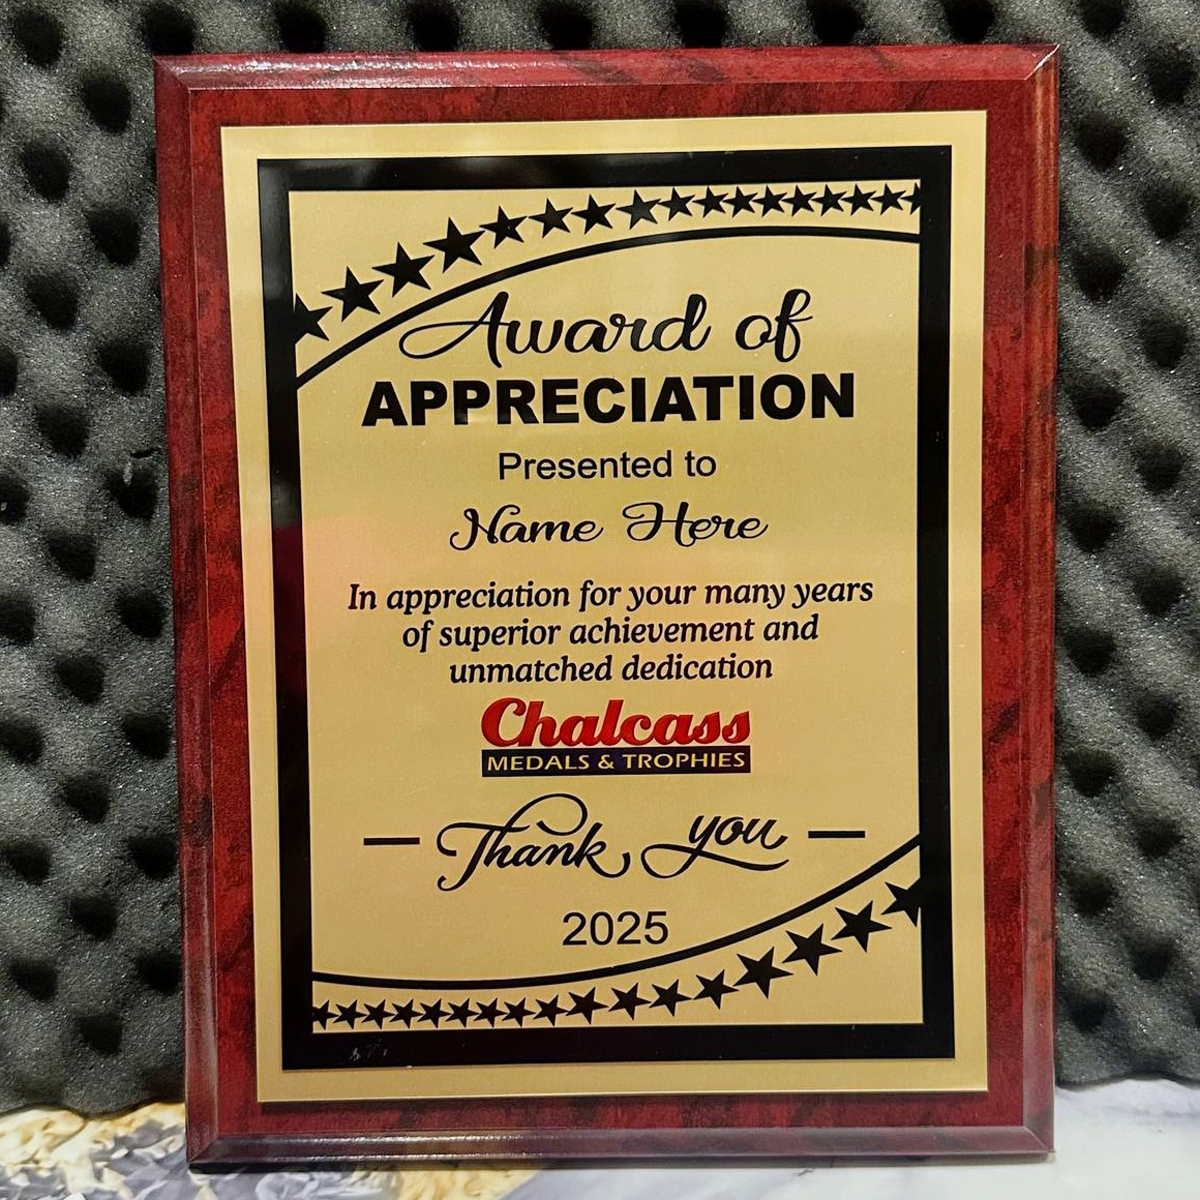 Award of
APPRECIATION
Presented to
Name Here
In appreciation for your many years
of superior achievement and
unmatched dedication
Chalcass
MEDALS & TROPHIES
Thank you
2025